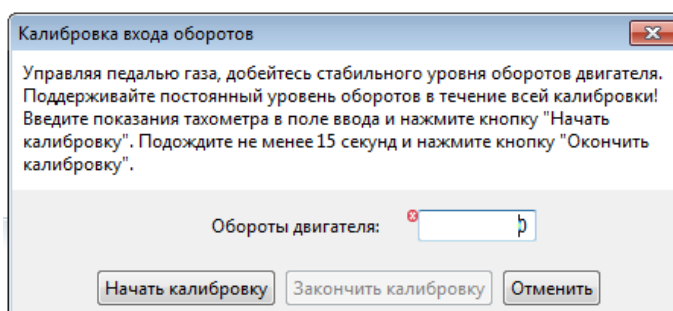 Калибровка входа оборотов
Управляя педалью газа, добейтесь стабильного уровня оборотов двигателя.
Поддерживайте постоянный уровень оборотов в течение всей калибровки!
Введите показания тахометра в поле ввода и нажмите кнопку "Начать
калибровку". Подождите не менее 15 секунд и нажмите кнопку "Окончить
калибровку".
Обороты двигателя: 0
Начать калибровку Закончить калибровку Отменить